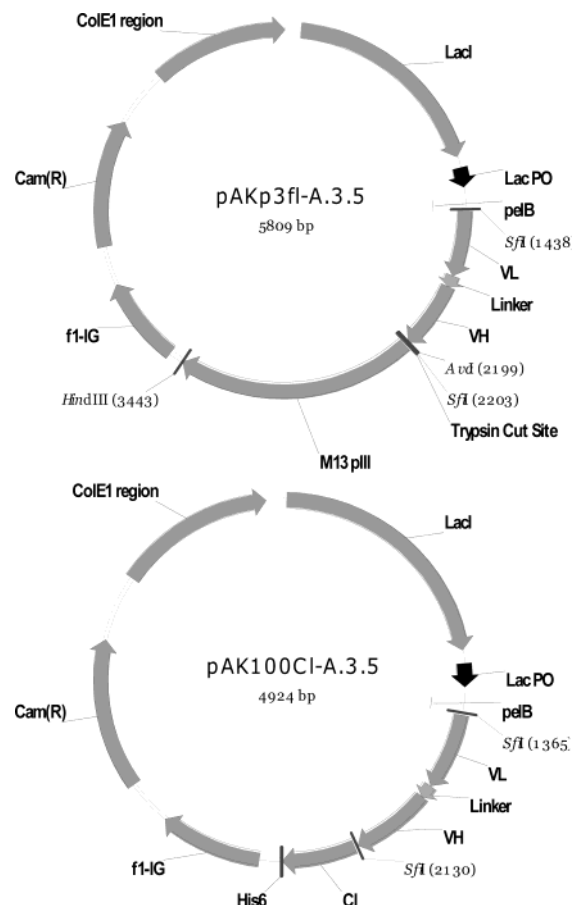 ColE1 region
LacI
Cam(R)
pAKp3fl-A.3.5
5809 bp
Lac PO
pelB
SfiI (1438)
VL
Linker
VH
f1-IG
AvaI (2199)
HindIII (3443)
SfiI (2203)
Trypsin Cut Site
M13 pIII
ColE1 region
LacI
pAK100CI-A.3.5
4924 bp
Lac PO
Cam(R)
pelB
SfiI (1365)
VL
Linker
VH
f1-IG
SfiI (2130)
His6
CI